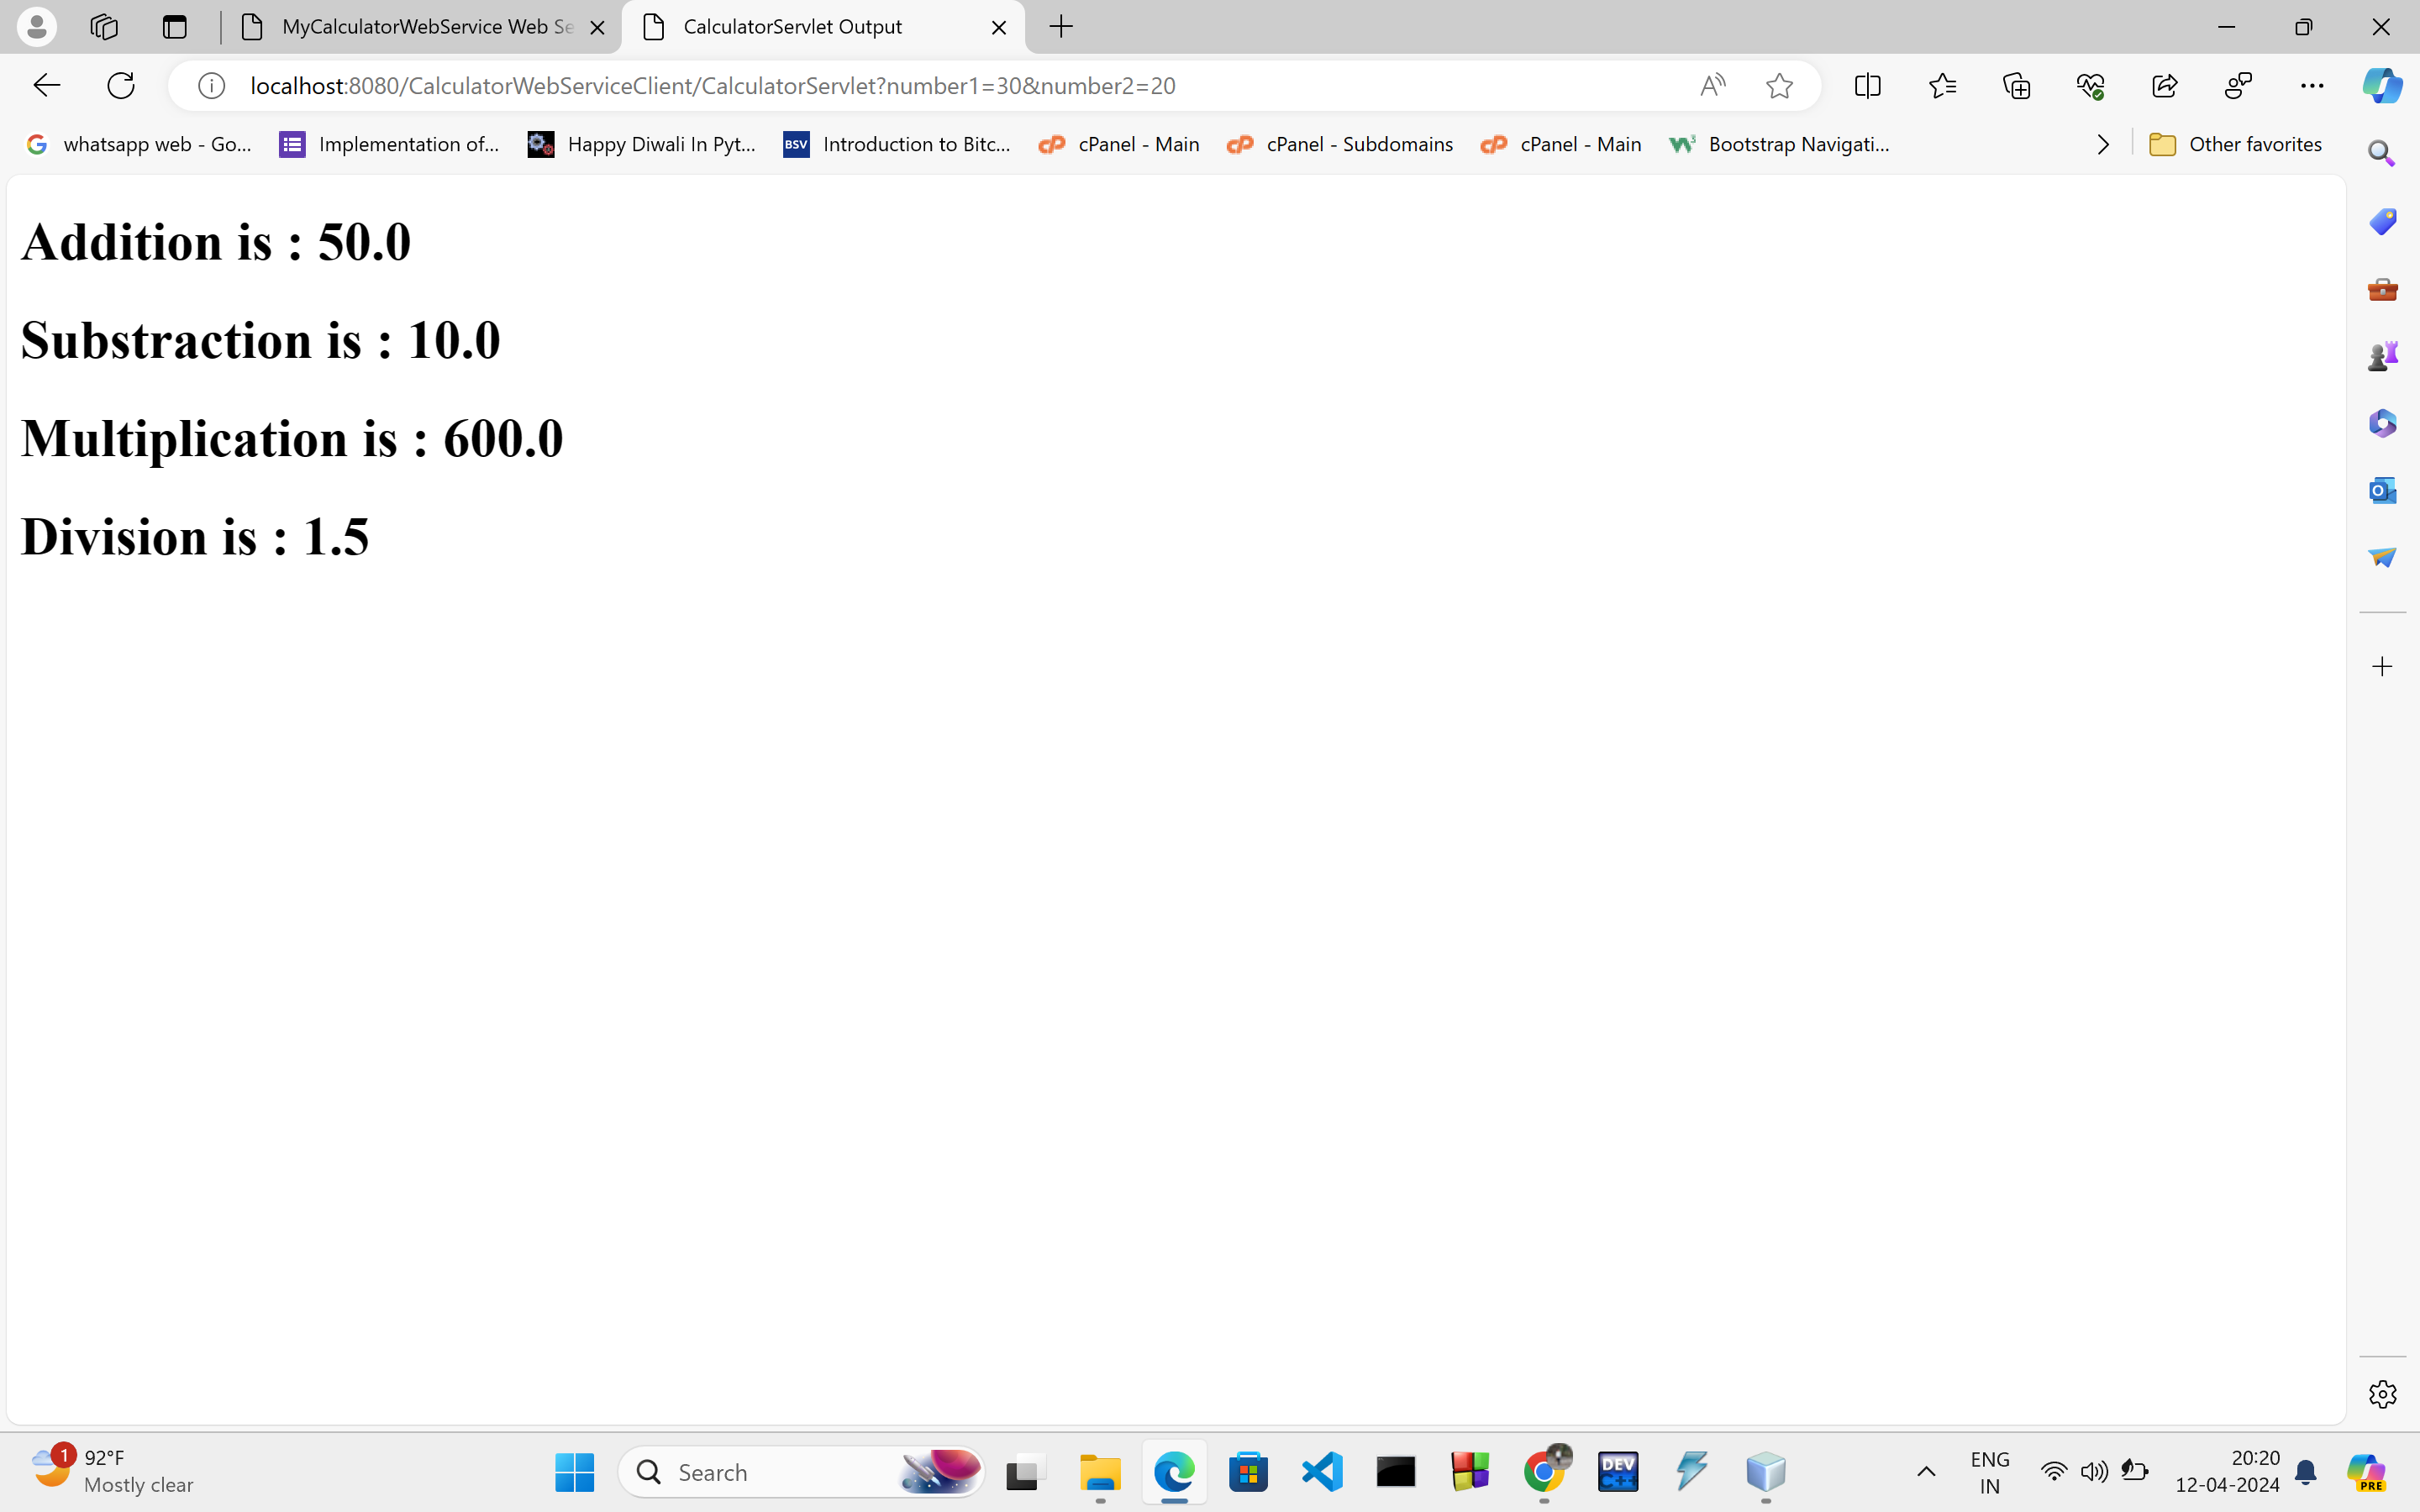 MyCalculatorWebService Web Se
CalculatorServlet Output
localhost:8080/CalculatorWebServiceClient/CalculatorServlet?number1=30&number2=20
whatsapp web - Go...
Implementation of...
Happy Diwali In Pyt...
BSV
Introduction to Bitc...
cPanel - Main
cPanel - Subdomains
cPanel - Main
Bootstrap Navigati...
Other favorites
Addition is : 50.0
Substraction is : 10.0
Multiplication is : 600.0
Division is : 1.5
1
92°F
Mostly clear
Search
DEV
C++
ENG
IN
20:20
12-04-2024
PRE